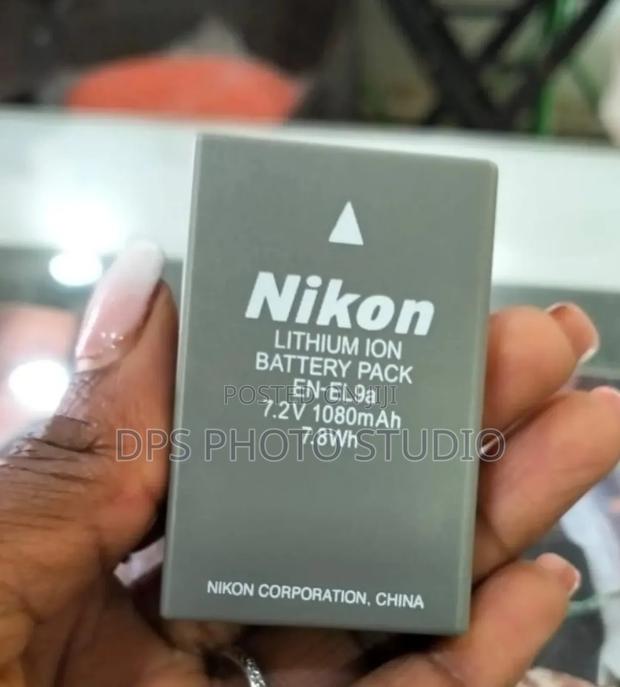 Nikon
LITHIUM ION
BATTERY PACK
EN-EL9a
POSTED ON JIJI
7.2V 1080mAh
DPS PHOTO STUDIO
7.8Wh
NIKON CORPORATION, CHINA